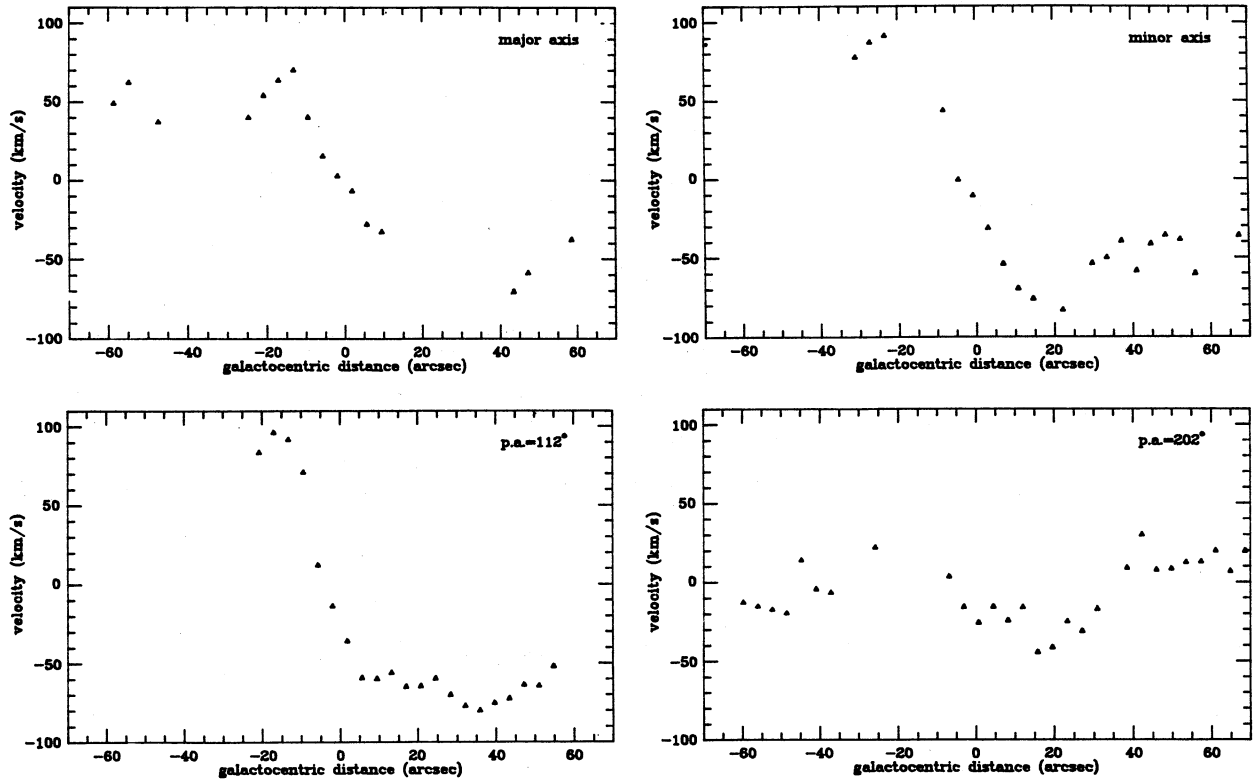 major axis
100
50
0
−50
−100
velocity (km/s)
−60 −40 −20 0 20 40 60
galactocentric distance (arcsec)
minor axis
100
50
0
−50
−100
velocity (km/s)
−60 −40 −20 0 20 40 60
galactocentric distance (arcsec)
p.a.=112°
100
50
0
−50
−100
velocity (km/s)
−60 −40 −20 0 20 40 60
galactocentric distance (arcsec)
p.a.=202°
100
50
0
−50
−100
velocity (km/s)
−60 −40 −20 0 20 40 60
galactocentric distance (arcsec)